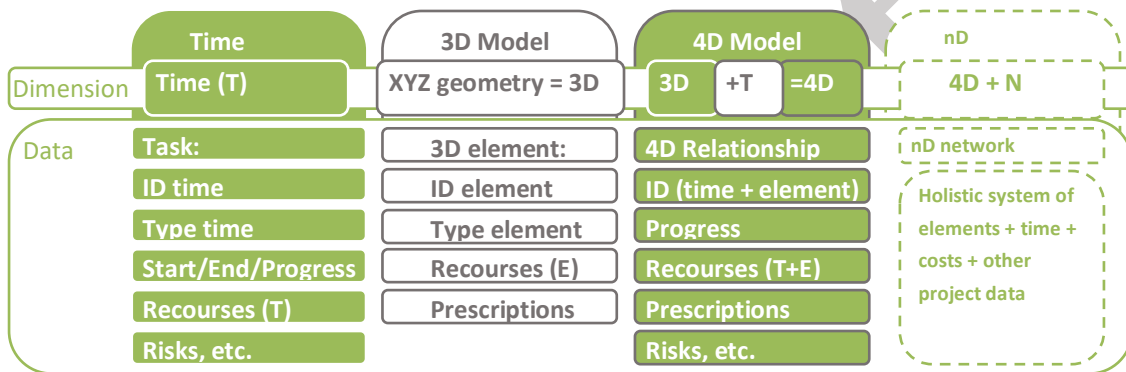 Time
3D Model
4D Model
nD
Dimension
Time (T)
XYZ geometry = 3D
3D
+T
=4D
4D + N
Data
Task:
3D element:
4D Relationship
nD network
ID time
ID element
ID (time + element)
Type time
Type element
Progress
Start/End/Progress
Recourses (E)
Recourses (T+E)
Recourses (T)
Prescriptions
Prescriptions
Risks, etc.
Risks, etc.
Holistic system of
elements + time +
costs + other
project data